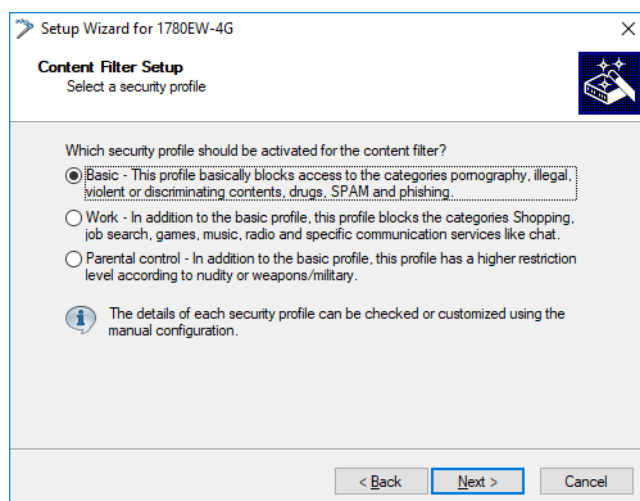 Setup Wizard for 1780EW-4G
Content Filter Setup
Select a security profile
Which security profile should be activated for the content filter?
Basic - This profile basically blocks access to the categories pornography, illegal,
violent or discriminating contents, drugs, SPAM and phishing.
Work - In addition to the basic profile, this profile blocks the categories Shopping,
job search, games, music, radio and specific communication services like chat.
Parental control - In addition to the basic profile, this profile has a higher restriction
level according to nudity or weapons/military.
The details of each security profile can be checked or customized using the
manual configuration.
< Back Next > Cancel